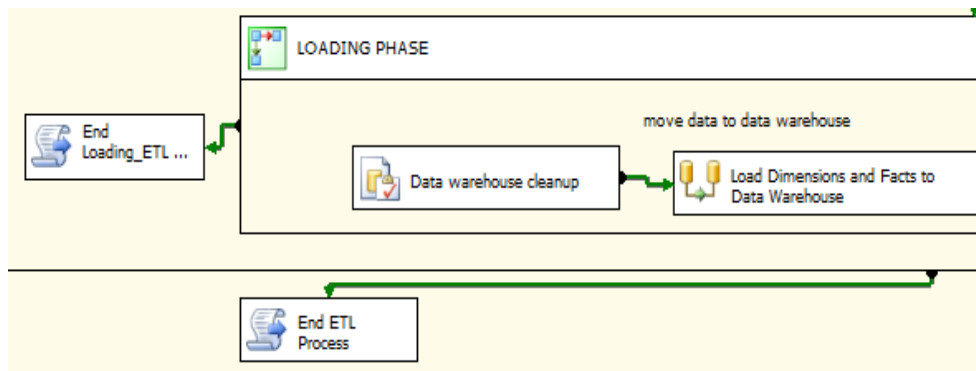 LOADING PHASE
End
Loading_ETL ...
move data to data warehouse
Data warehouse cleanup
Load Dimensions and Facts to
Data Warehouse
End ETL
Process